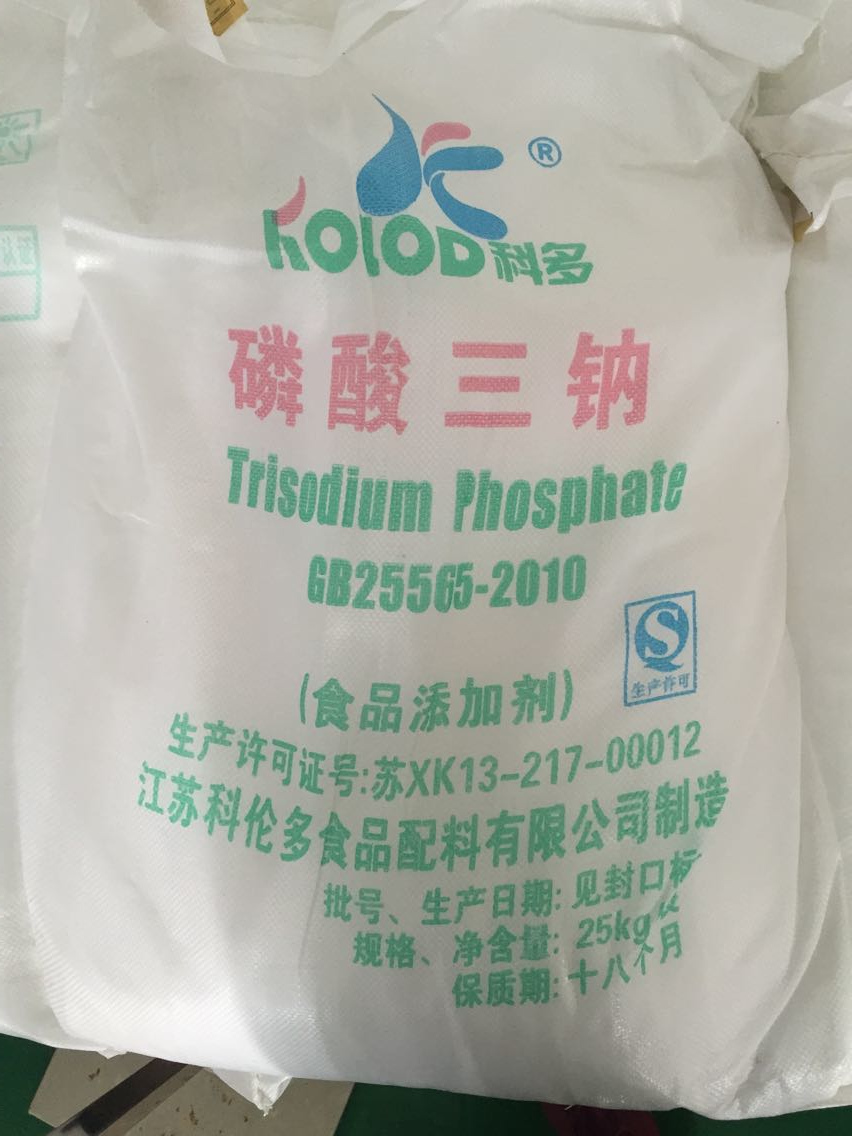 KOLOD科多®
磷酸三钠
Trisodium Phosphate
GB25565-2010
S
生产许可
(食品添加剂)
生产许可证号:苏XK13-217-00012
江苏科伦多食品配料有限公司制造
批号、生产日期:见封口标
规格、净含量:25kg
保质期:十八个月